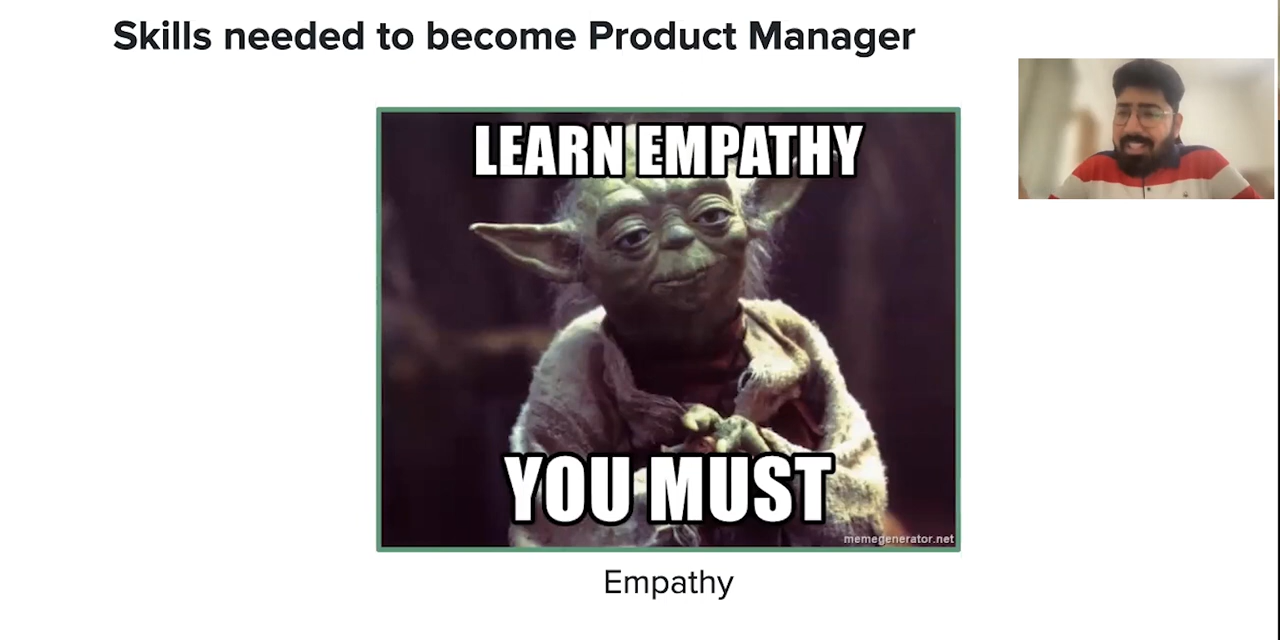 Skills needed to become Product Manager
LEARN EMPATHY
YOU MUST
memegenerator.net
Empathy